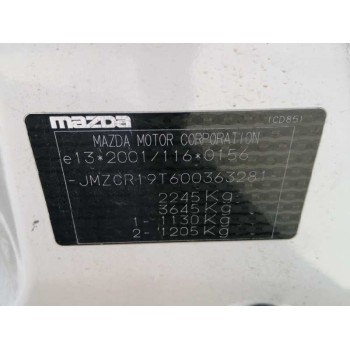 mazda
1CD851
MAZDA MOTOR CORPORATION
e13*2001/116*0156
-JMZCR19T600363281
2245 Kg
3645 Kg
1- 1130 Kg
2- 1205 Kg